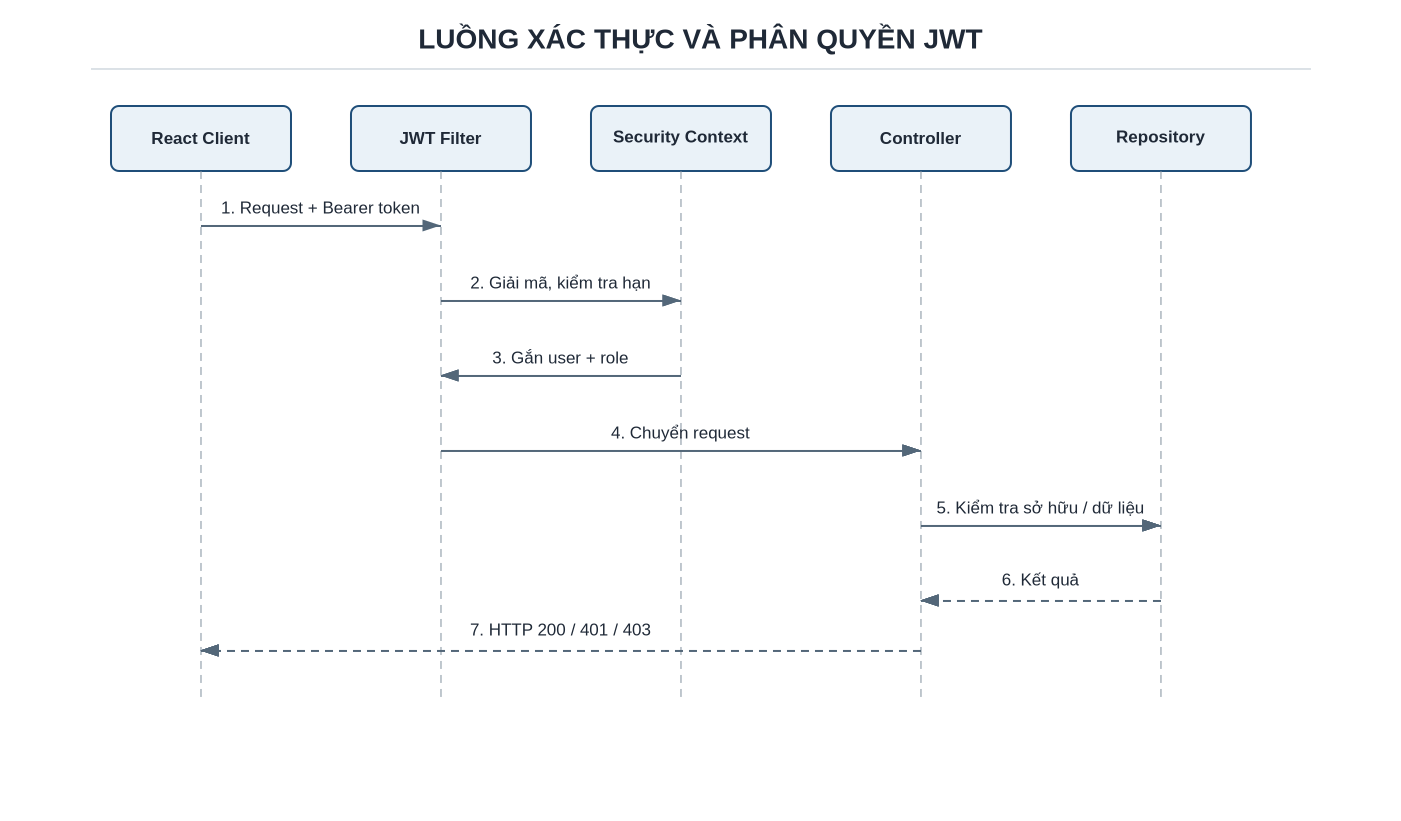 LUỒNG XÁC THỰC VÀ PHÂN QUYỀN JWT
React Client
JWT Filter
Security Context
Controller
Repository
1. Request + Bearer token
2. Giải mã, kiểm tra hạn
3. Gắn user + role
4. Chuyển request
5. Kiểm tra sở hữu / dữ liệu
6. Kết quả
7. HTTP 200 / 401 / 403